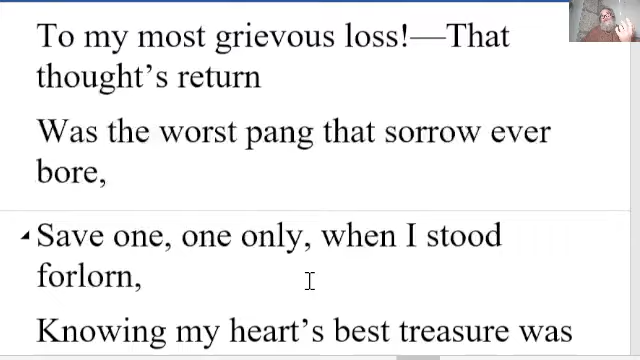 To my most grievous loss!—That
thought’s return
Was the worst pang that sorrow ever
bore,
Save one, one only, when I stood
forlorn,
Knowing my heart’s best treasure was